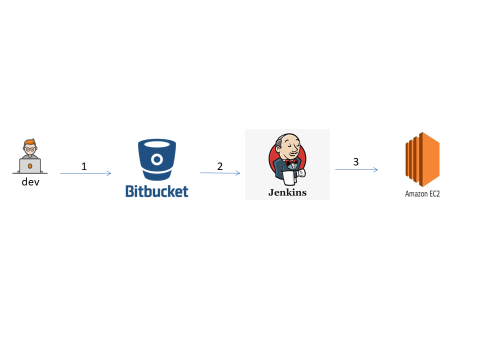 dev
1
Bitbucket
2
Jenkins
3
Amazon EC2